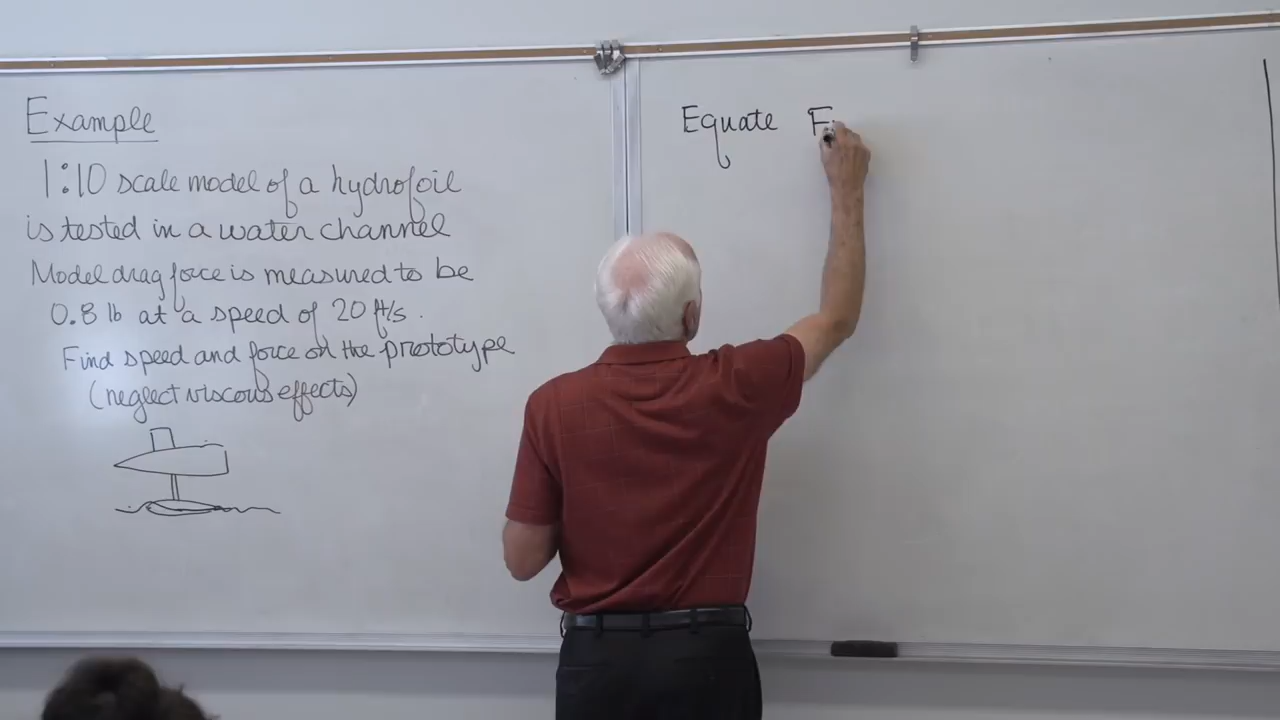 Example
1:10 scale model of a hydrofoil
is tested in a water channel
Model drag force is measured to be
0.8 lb at a speed of 20 ft/s.
Find speed and force on the prototype
(neglect viscous effects)
Equate F